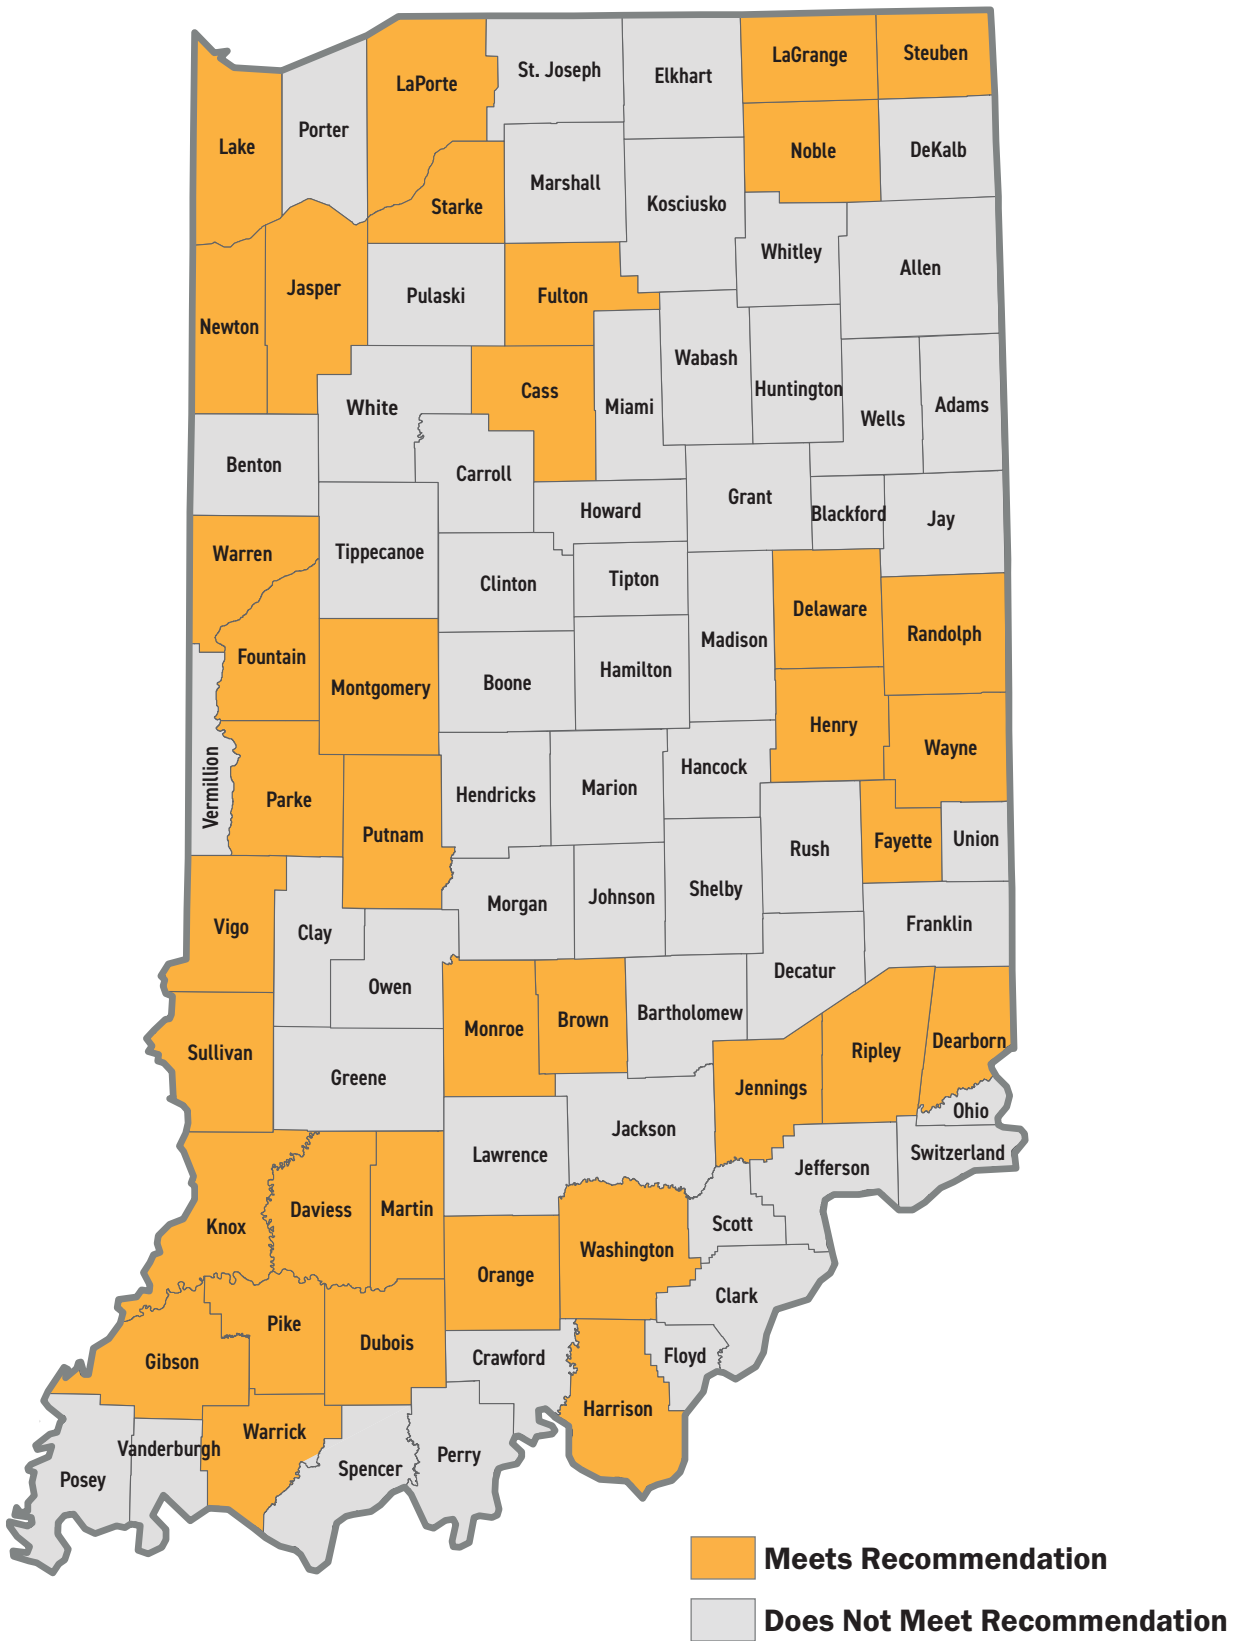 Steuben
LaGrange
St. Joseph
Elkhart
LaPorte
Porter
Lake
Noble
DeKalb
Marshall
Kosciusko
Starke
Whitley
Allen
Jasper
Pulaski
Fulton
Newton
Wabash
Huntington
Cass
White
Miami
Adams
Wells
Benton
Carroll
Grant
Howard
Blackford
Jay
Warren
Tippecanoe
Clinton
Tipton
Delaware
Randolph
Madison
Fountain
Hamilton
Boone
Montgomery
Henry
Wayne
Hancock
Vermillion
Marion
Hendricks
Parke
Putnam
Rush
Fayette
Union
Shelby
Johnson
Morgan
Vigo
Clay
Franklin
Decatur
Owen
Bartholomew
Brown
Monroe
Dearborn
Ripley
Sullivan
Greene
Jennings
Ohio
Jackson
Lawrence
Switzerland
Jefferson
Martin
Daviess
Knox
Scott
Washington
Orange
Clark
Pike
Dubois
Floyd
Crawford
Gibson
Harrison
Warrick
Vanderburgh
Perry
Spencer
Posey
Meets Recommendation
Does Not Meet Recommendation